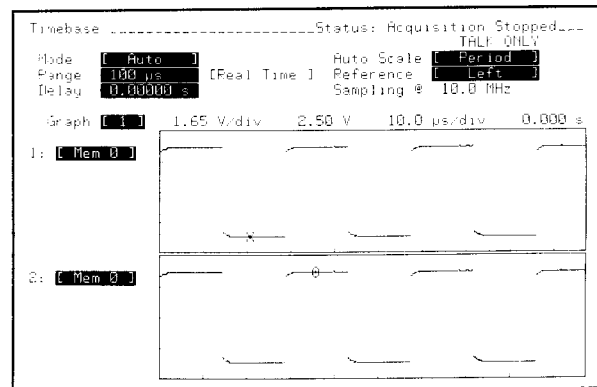 Timebase Status: Acquisition Stopped
TALK ONLY
Mode [ Auto ] Auto Scale [ Period ]
Range 100 µs [Real Time ] Reference [ Left ]
Delay 0.00000 s Sampling @ 10.0 MHz
Graph [ 1 ] 1.65 V/div 2.50 V 10.0 µs/div 0.000 s
1: [ Mem 0 ]
2: [ Mem 0 ]